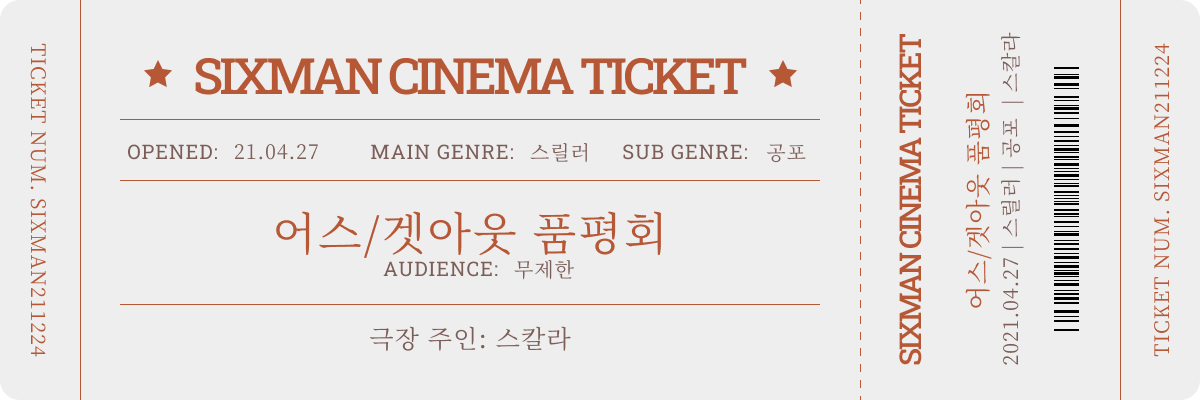 TICKET NUM. SIXMAN211224
★ SIXMAN CINEMA TICKET ★
OPENED: 21.04.27 MAIN GENRE: 스릴러 SUB GENRE: 공포
어스/겟아웃 품평회
AUDIENCE: 무제한
극장 주인: 스칼라
SIXMAN CINEMA TICKET
어스/겟아웃 품평회
2021.04.27 | 스릴러 | 공포 | 스칼라
TICKET NUM. SIXMAN211224